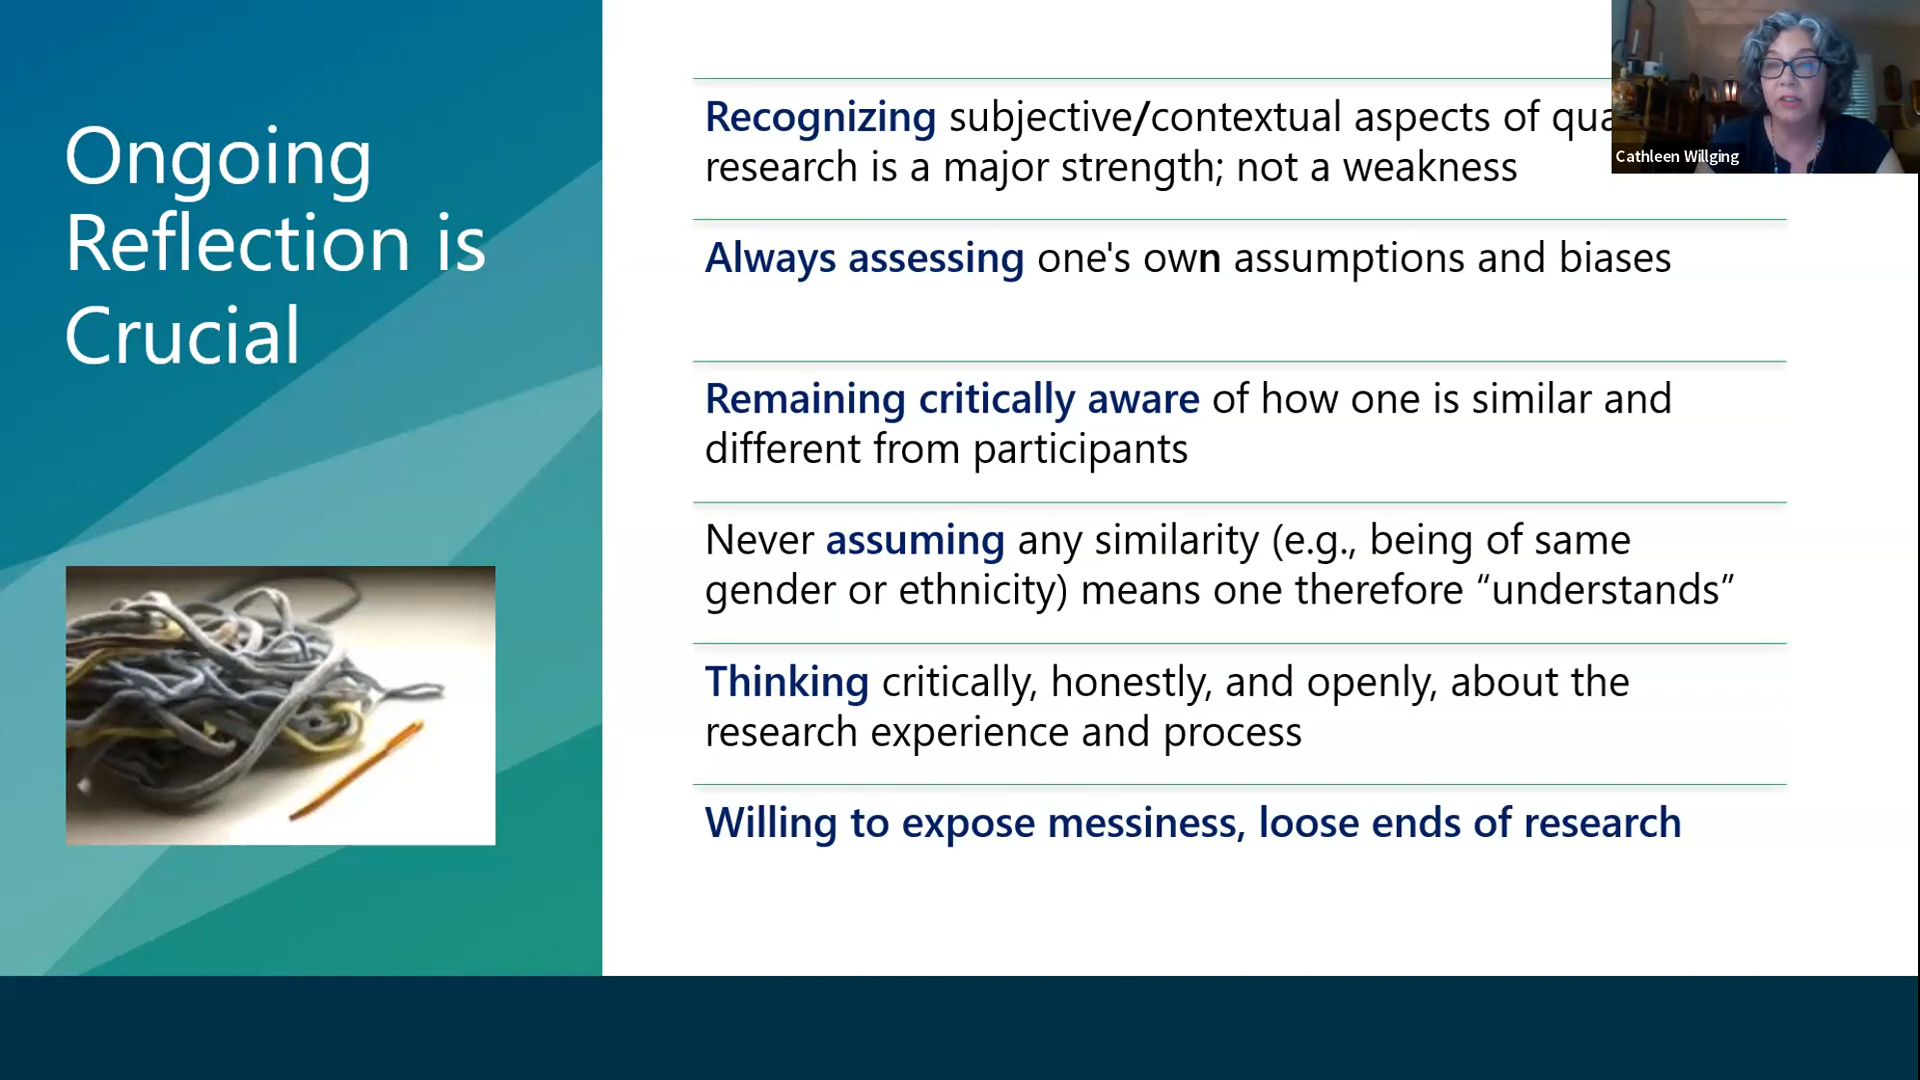 Ongoing
Reflection is
Crucial
Recognizing subjective/contextual aspects of
research is a major strength; not a weakness
Cathleen Willging
Always assessing one's own assumptions and biases
Remaining critically aware of how one is similar and
different from participants
Never assuming any similarity (e.g., being of same
gender or ethnicity) means one therefore “understands”
Thinking critically, honestly, and openly, about the
research experience and process
Willing to expose messiness, loose ends of research